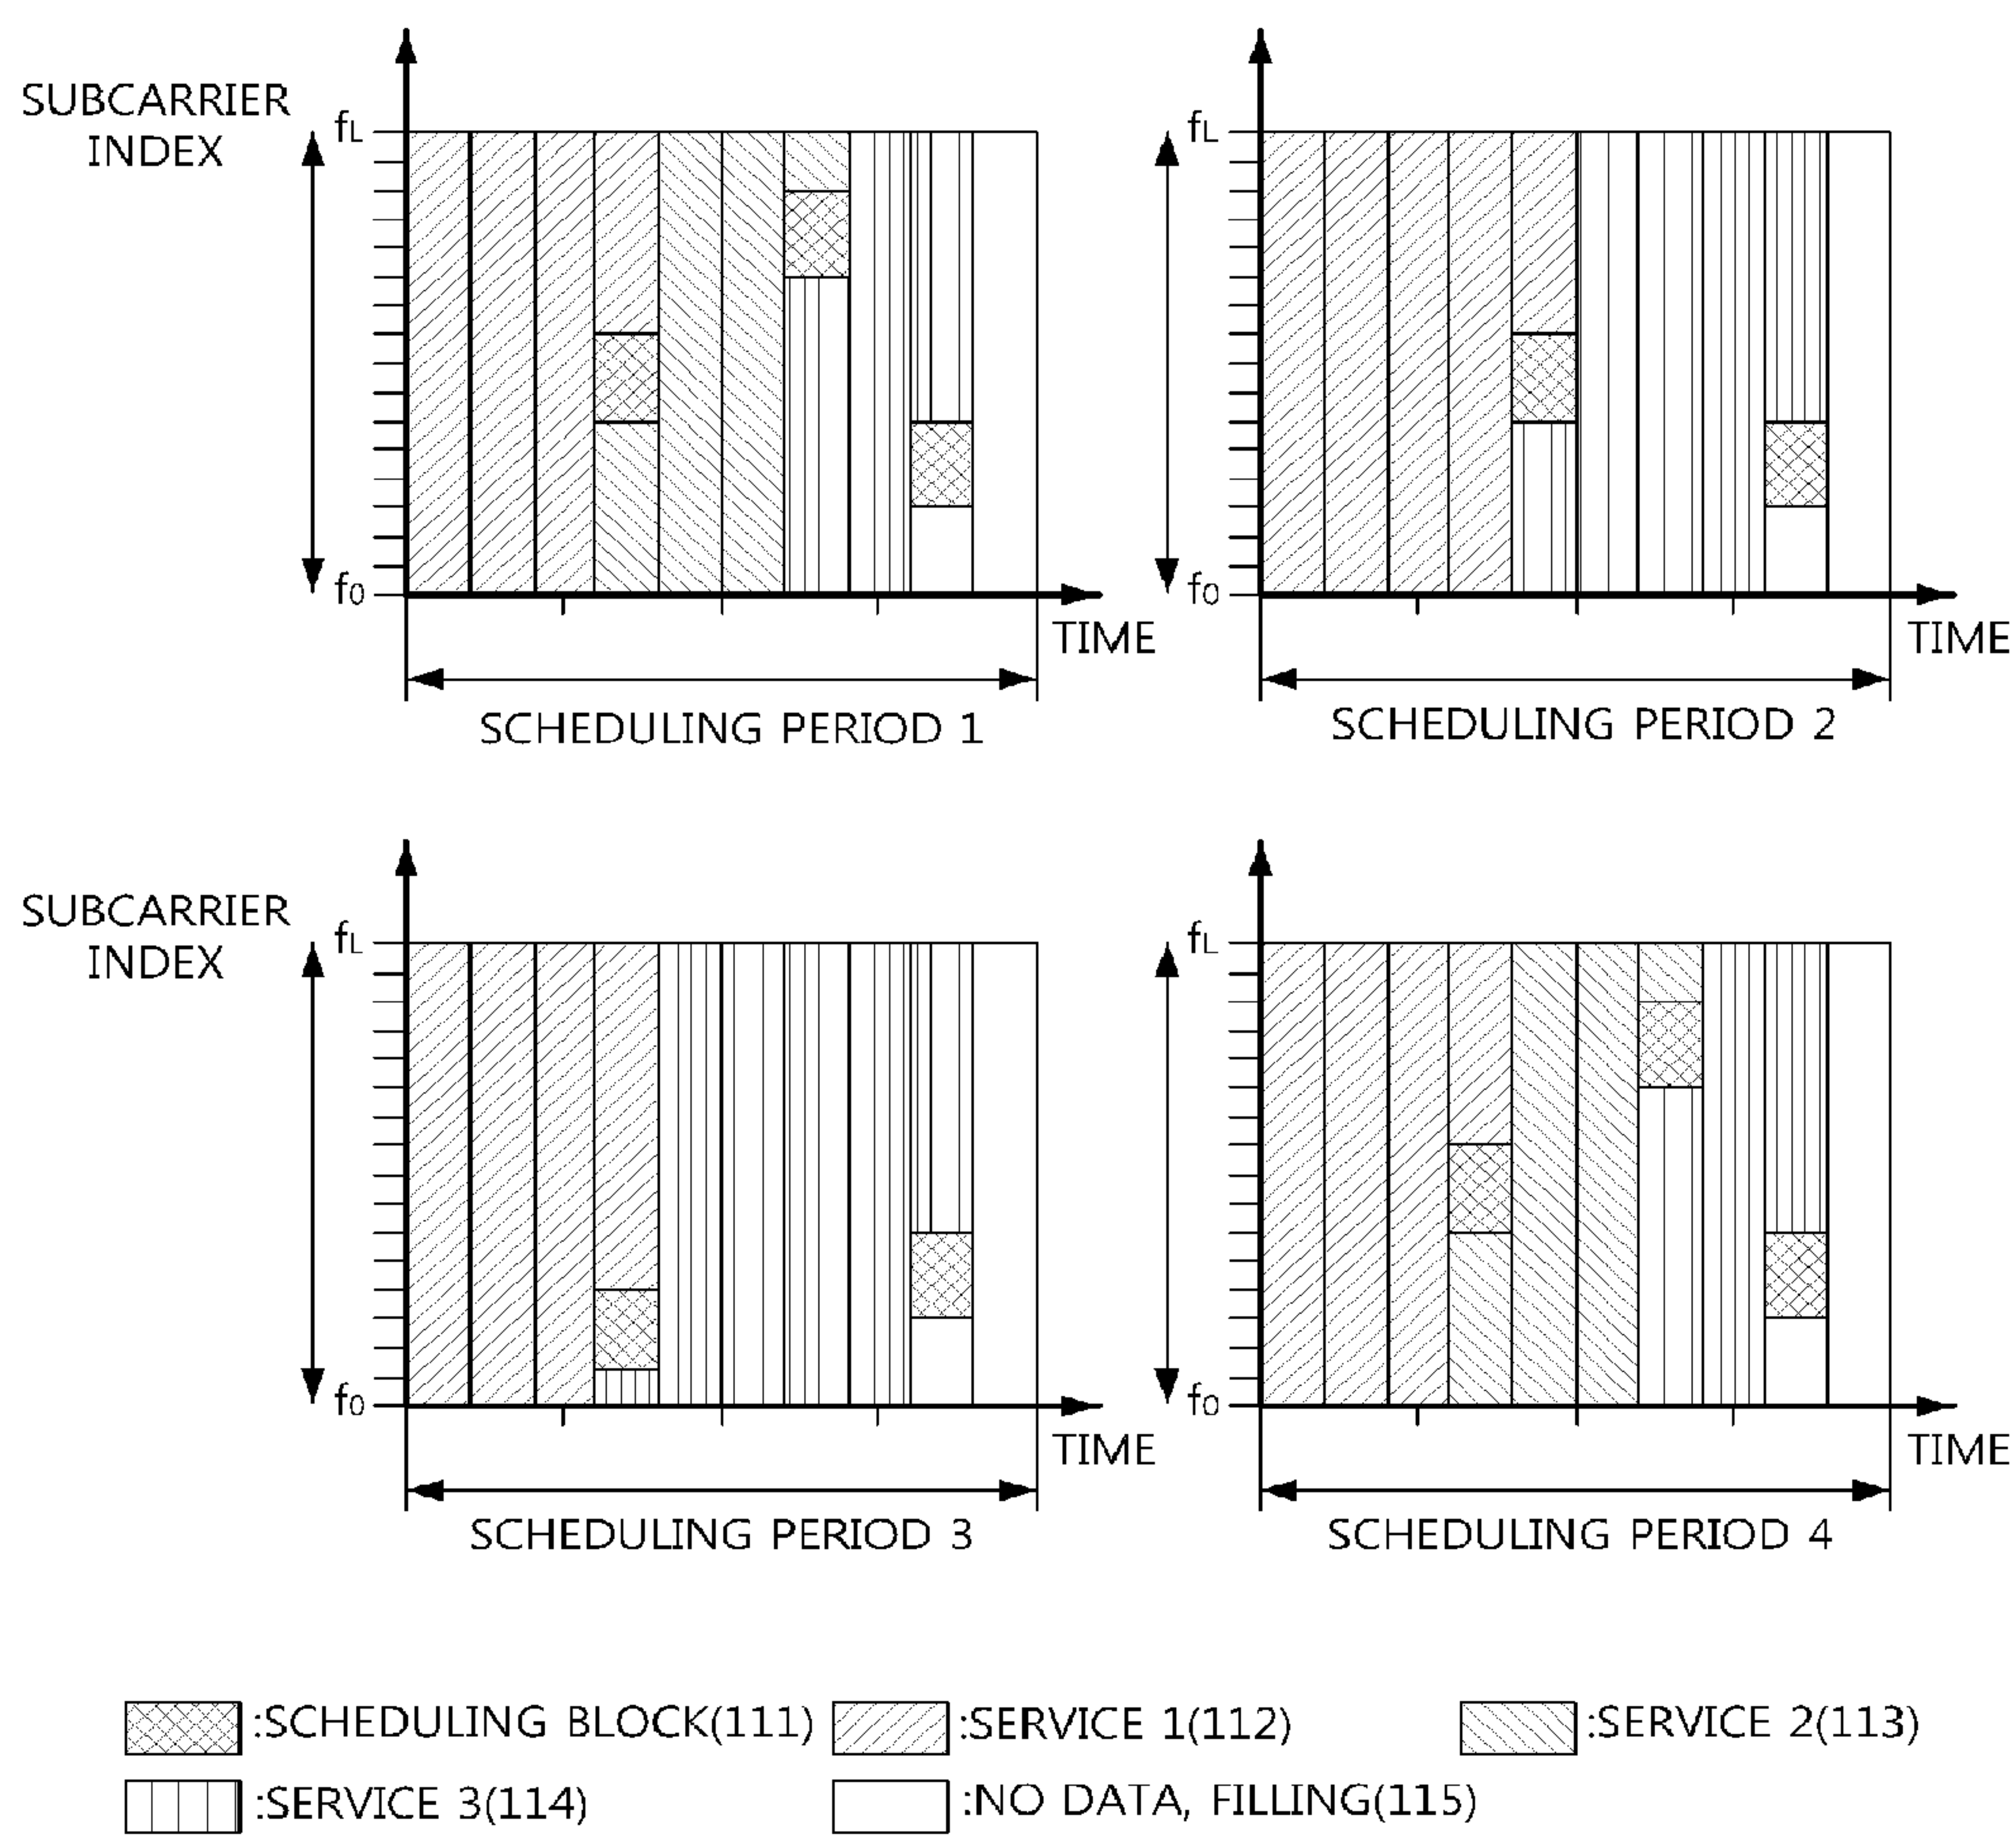 SUBCARRIER
INDEX
fL
f0
TIME
SCHEDULING PERIOD 1
fL
f0
TIME
SCHEDULING PERIOD 2
SUBCARRIER
INDEX
fL
f0
TIME
SCHEDULING PERIOD 3
fL
f0
TIME
SCHEDULING PERIOD 4
:SCHEDULING BLOCK(111)
:SERVICE 1(112)
:SERVICE 2(113)
:SERVICE 3(114)
:NO DATA, FILLING(115)